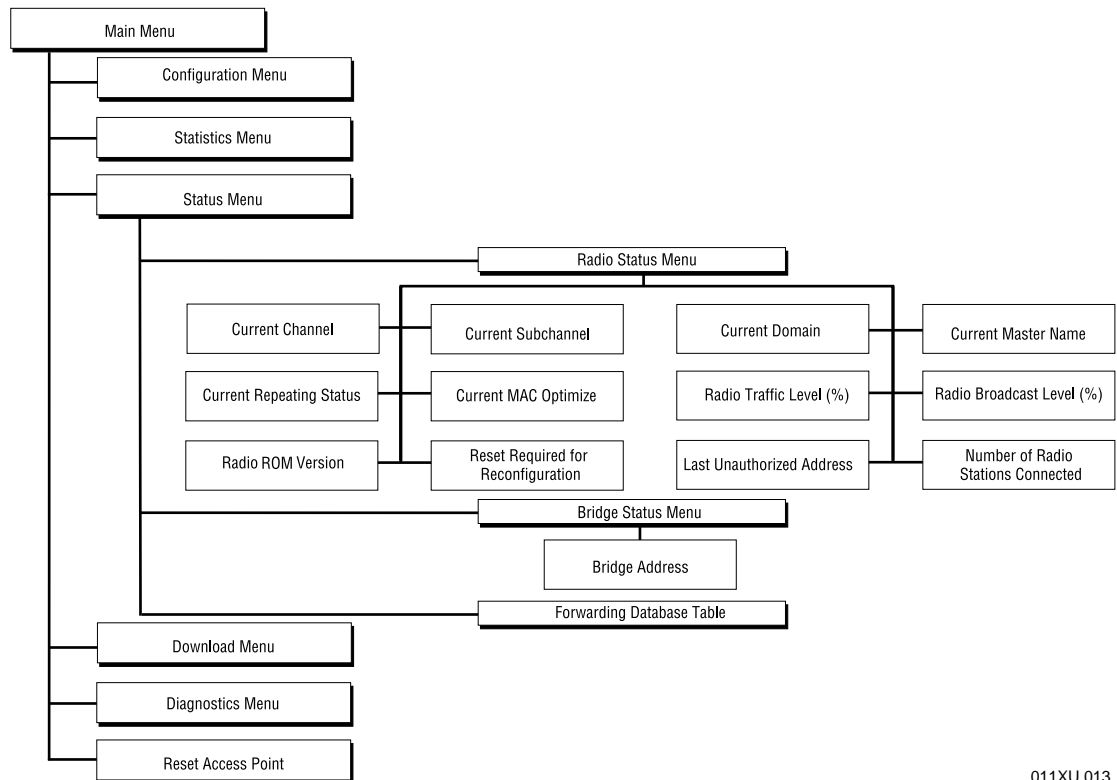 Main Menu
Configuration Menu
Statistics Menu
Status Menu
Radio Status Menu
Current Channel
Current Subchannel
Current Domain
Current Master Name
Current Repeating Status
Current MAC Optimize
Radio Traffic Level (%)
Radio Broadcast Level (%)
Radio ROM Version
Reset Required for
Reconfiguration
Last Unauthorized Address
Number of Radio
Stations Connected
Bridge Status Menu
Bridge Address
Forwarding Database Table
Download Menu
Diagnostics Menu
Reset Access Point
011XU.013